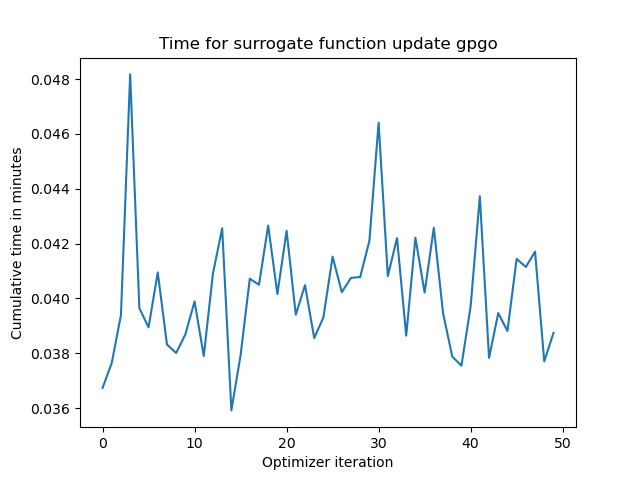 Time for surrogate function update gpgo
Cumulative time in minutes
0.048
0.046
0.044
0.042
0.040
0.038
0.036
0 10 20 30 40 50
Optimizer iteration